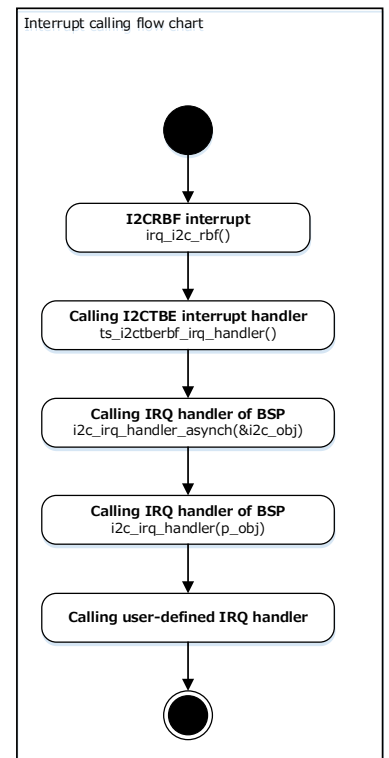 Interrupt calling flow chart
I2CRBF interrupt
irq_i2c_rbf()
Calling I2CTBE interrupt handler
ts_i2ctberbf_irq_handler()
Calling IRQ handler of BSP
i2c_irq_handler_asynch(&i2c_obj)
Calling IRQ handler of BSP
i2c_irq_handler(p_obj)
Calling user-defined IRQ handler